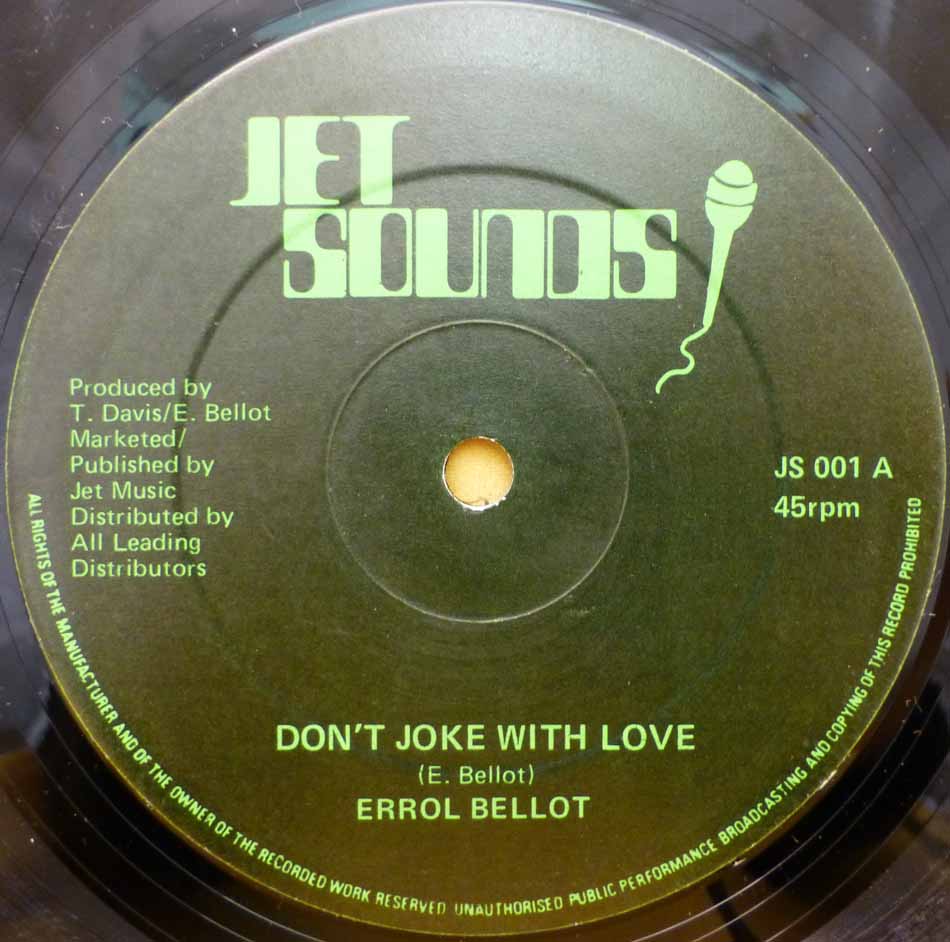 JET
SOUNDS
Produced by
T. Davis/E. Bellot
Marketed/
Published by
Jet Music
Distributed by
All Leading
Distributors
JS 001 A
45rpm
DON'T JOKE WITH LOVE
(E. Bellot)
ERROL BELLOT
ALL RIGHTS OF THE MANUFACTURER AND OF THE OWNER OF THE RECORDED WORK RESERVED UNAUTHORISED PUBLIC PERFORMANCE BROADCASTING AND COPYING OF THIS RECORD PROHIBITED